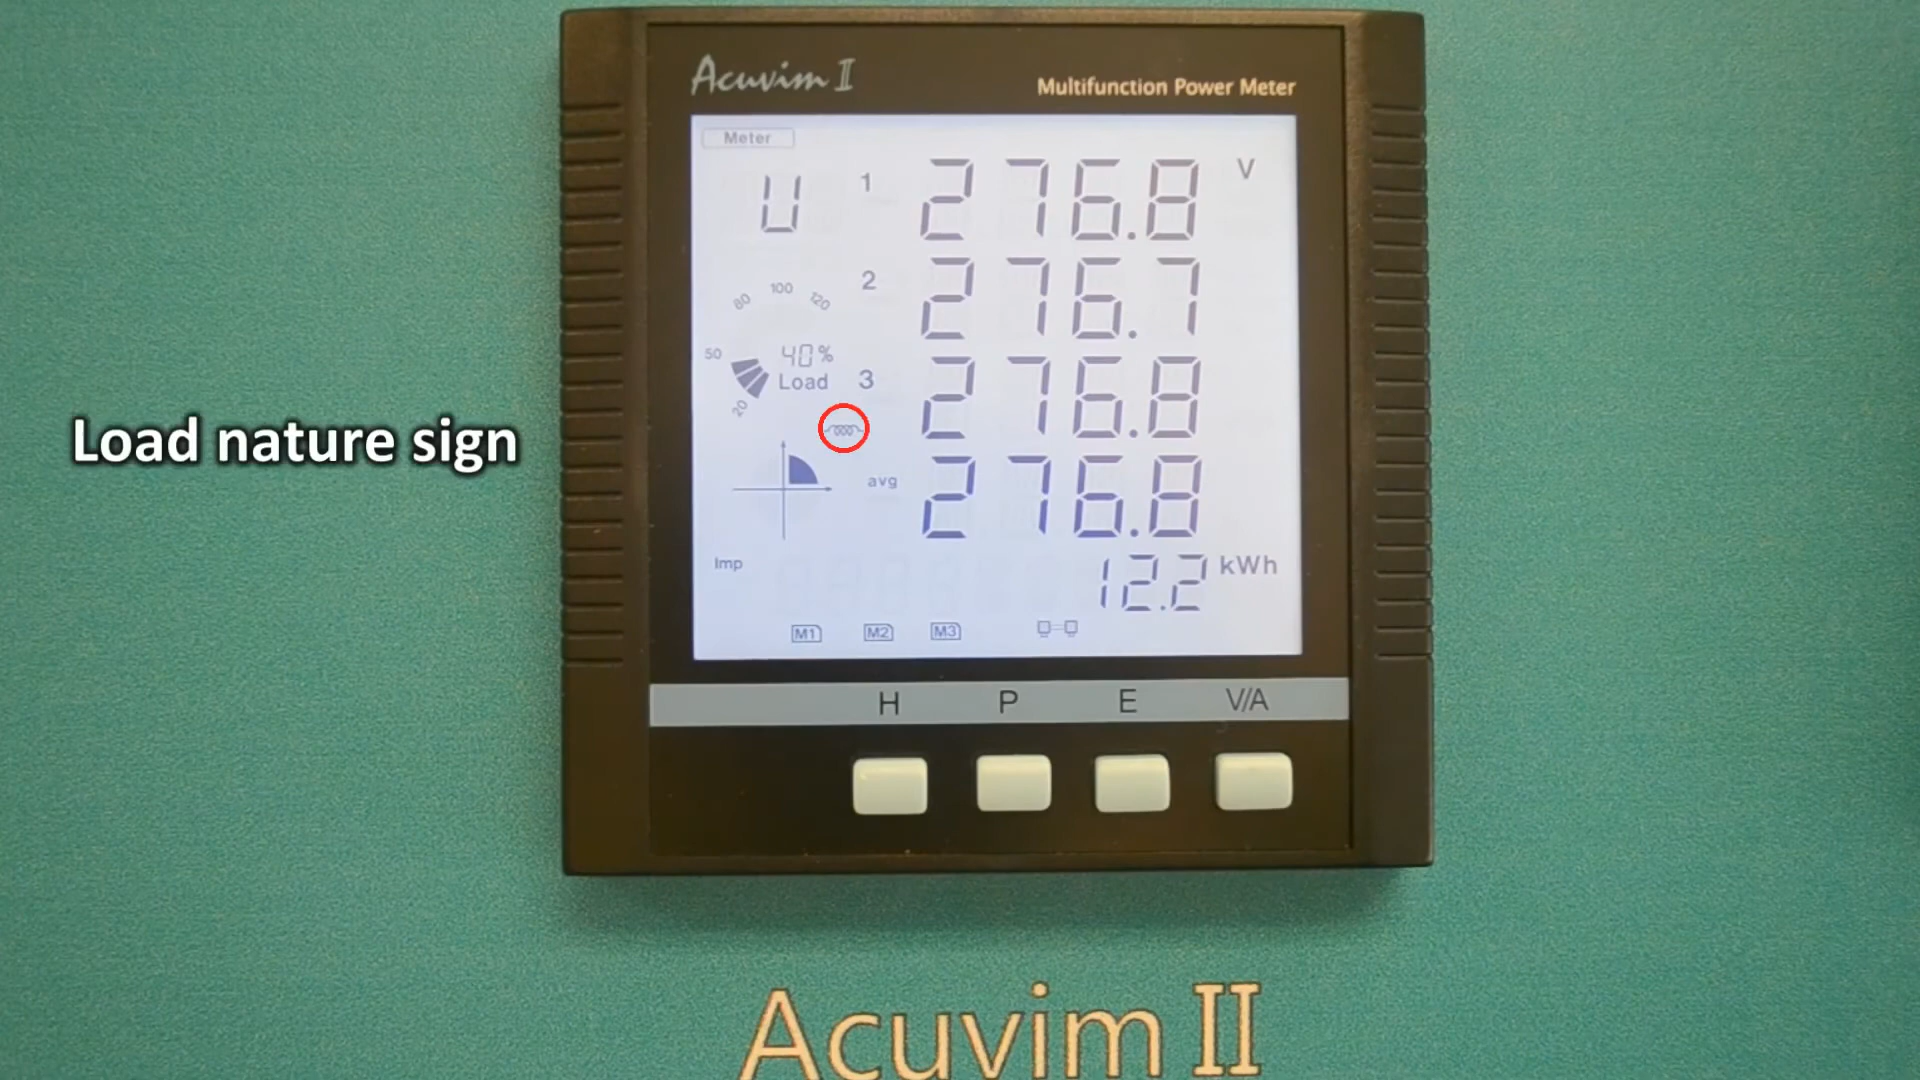 Acuvim II
Multifunction Power Meter
Meter
U 1 276.8 V
2 276.7
80 100 120
50 40% Load 3 276.8
20
Load nature sign
avg 276.8
Imp 12.2 kWh
M1 M2 M3
H P E V/A
Acuvim II